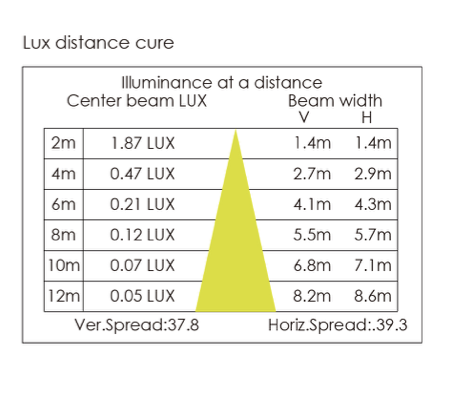 Lux distance cure
Illuminance at a distance
Center beam LUX Beam width
V H
2m 1.87 LUX 1.4m 1.4m
4m 0.47 LUX 2.7m 2.9m
6m 0.21 LUX 4.1m 4.3m
8m 0.12 LUX 5.5m 5.7m
10m 0.07 LUX 6.8m 7.1m
12m 0.05 LUX 8.2m 8.6m
Ver.Spread:37.8 Horiz.Spread:.39.3